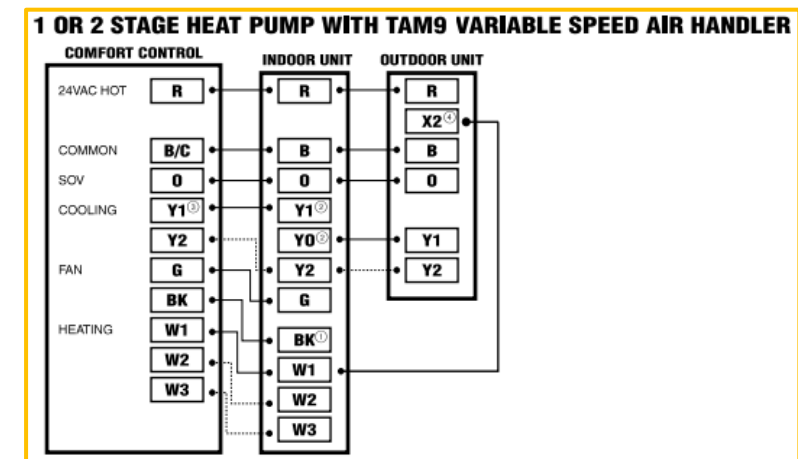 1 OR 2 STAGE HEAT PUMP WITH TAM9 VARIABLE SPEED AIR HANDLER
COMFORT CONTROL INDOOR UNIT OUTDOOR UNIT
24VAC HOT R R R
X2④
COMMON B/C B B
SOV O O O
COOLING Y1③ Y1② 
Y0② Y1
Y2 Y2 Y2
FAN G G
BK BK①
HEATING W1 W1
W2 W2
W3 W3